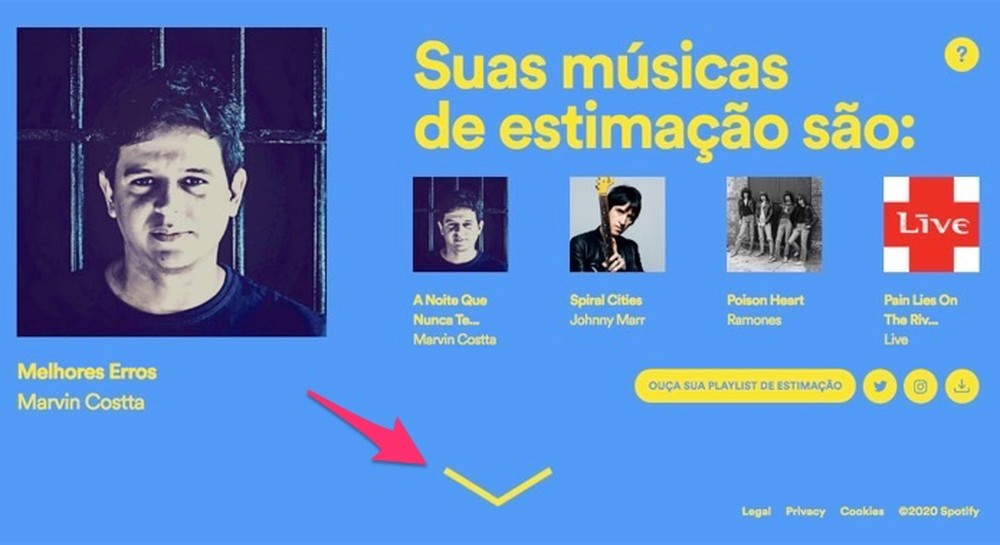 Suas músicas
de estimação são:
?
Melhores Erros
Marvin Costta
A Noite Que
Nunca Te...
Marvin Costta
Spiral Cities
Johnny Marr
Poison Heart
Ramones
LīVE
Pain Lies On
The Riv...
Live
OUÇA SUA PLAYLIST DE ESTIMAÇÃO
Legal Privacy Cookies ©2020 Spotify